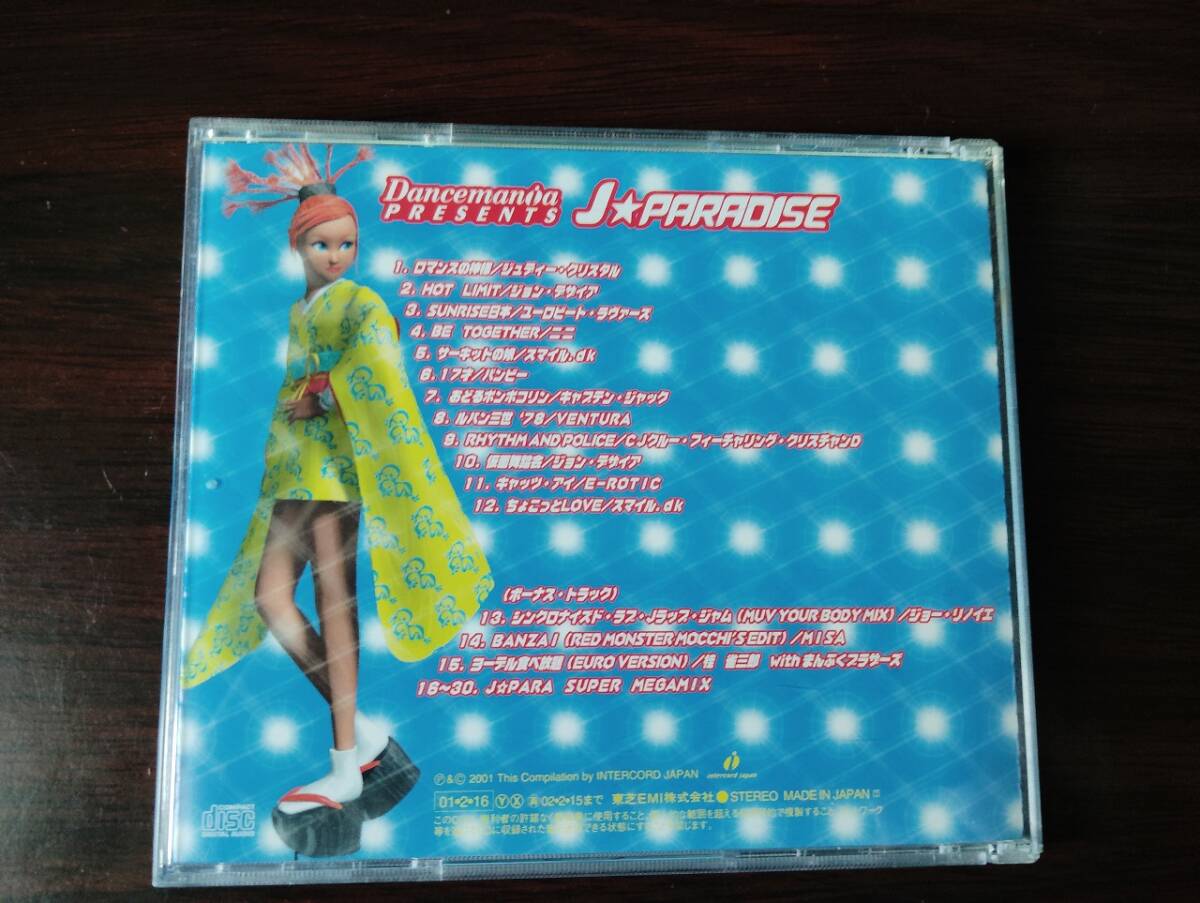 Dancemania
PRESENTS
J☆PARADISE
1. ロマンスの神様/ジュディー・クリスタル
2. HOT LIMIT/ジョン・デサイア
3. SUNRISE日本/ユーロビート・ラヴァーズ
4. BE TOGETHER/ニニ
5. サーキットの娘/スマイル.dk
6. 17才/バンビー
7. おどるポンポコリン/キャプテン・ジャック
8. ルパン三世 '78/VENTURA
9. RHYTHM AND POLICE/CJクルー・フィーチャリング・クリスチャンD
10. 仮面舞踏会/ジョン・デサイア
11. キャッツ・アイ/E-ROTIC
12. ちょこっとLOVE/スマイル.dk
(ボーナス・トラック)
13. シンクロナイズド・ラブ・Jラップ・ジャム (MUV YOUR BODY MIX) /ジョー・リノイエ
14. BANZAI (RED MONSTER MOCCHI'S EDIT) /MISA
15. ヨーデル食べ放題 (EURO VERSION) /桂 雀三郎 withまんぷくブラザーズ
16~30. J☆PARA SUPER MEGAMIX
Ⓟ&© 2001 This Compilation by INTERCORD JAPAN
intercord japan
01•2•16 Ⓨ Ⓧ 再 02•2•15まで 東芝EMI株式会社 ●STEREO MADE IN JAPAN
COMPACT
disc
DIGITAL AUDIO